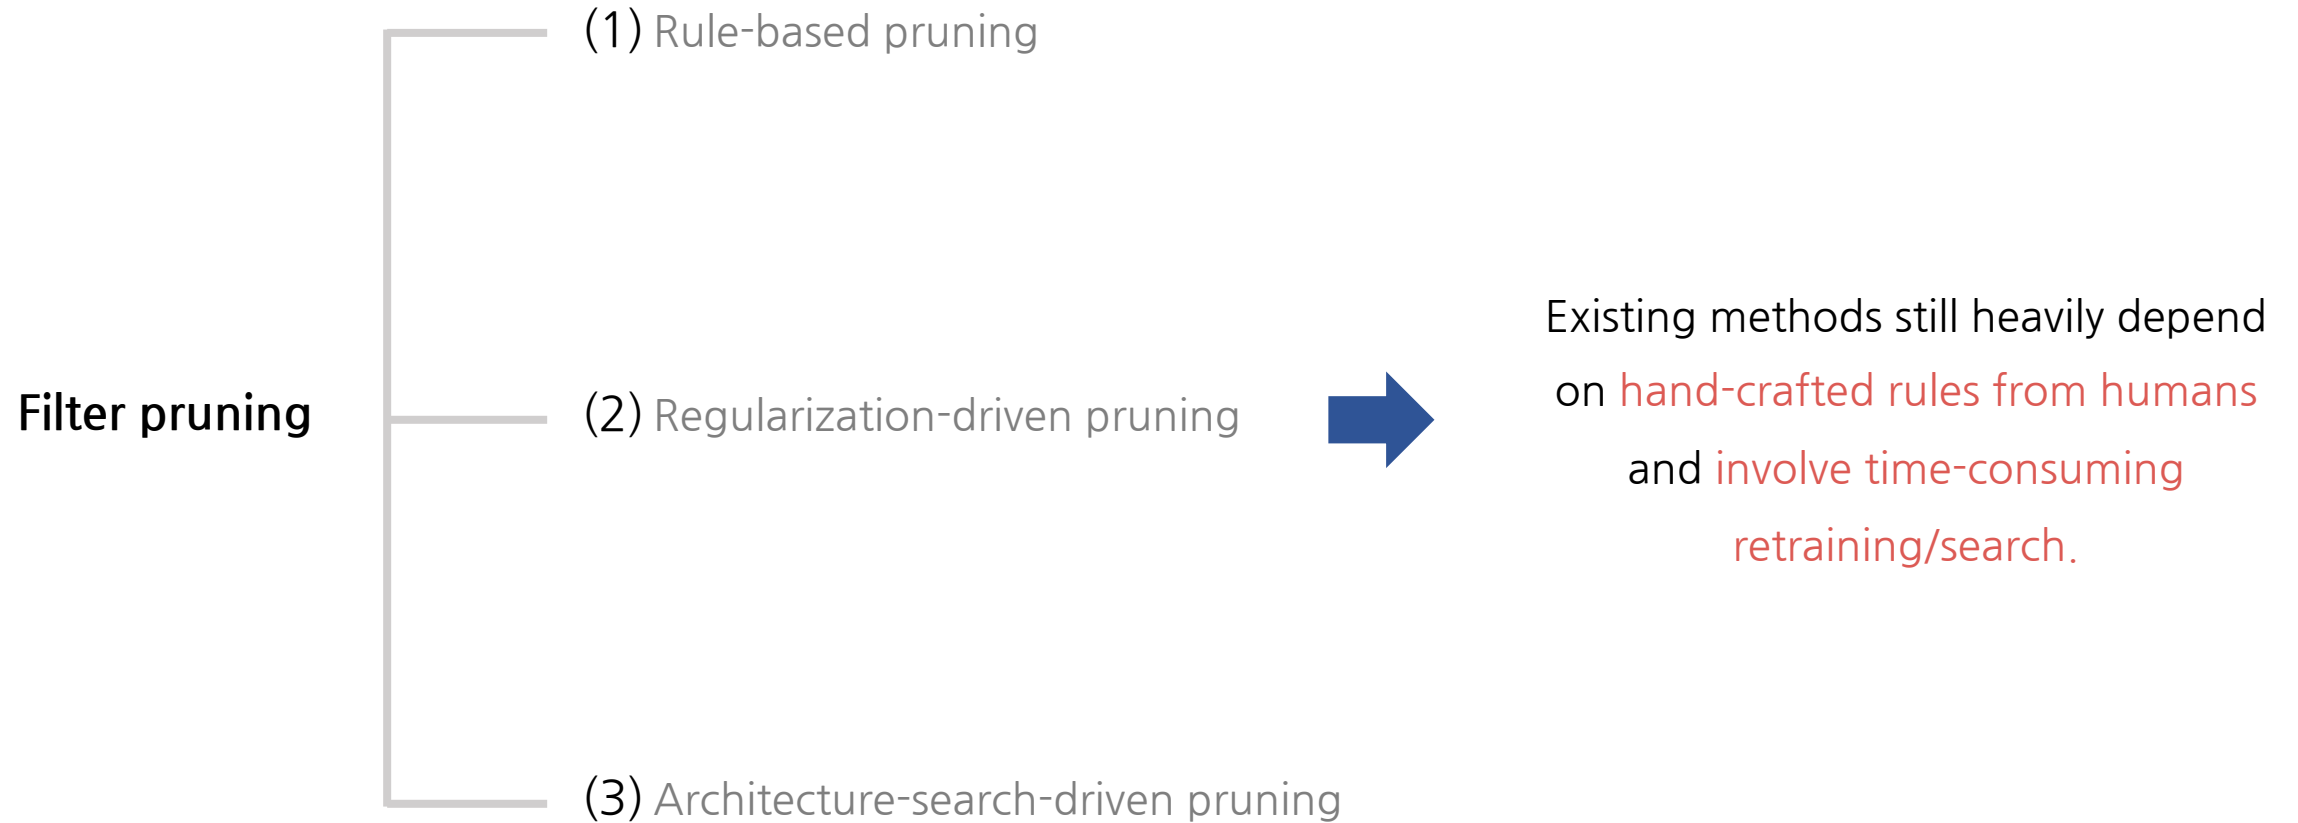 Filter pruning
(1) Rule-based pruning
(2) Regularization-driven pruning
(3) Architecture-search-driven pruning
Existing methods still heavily depend
on hand-crafted rules from humans
and involve time-consuming
retraining/search.